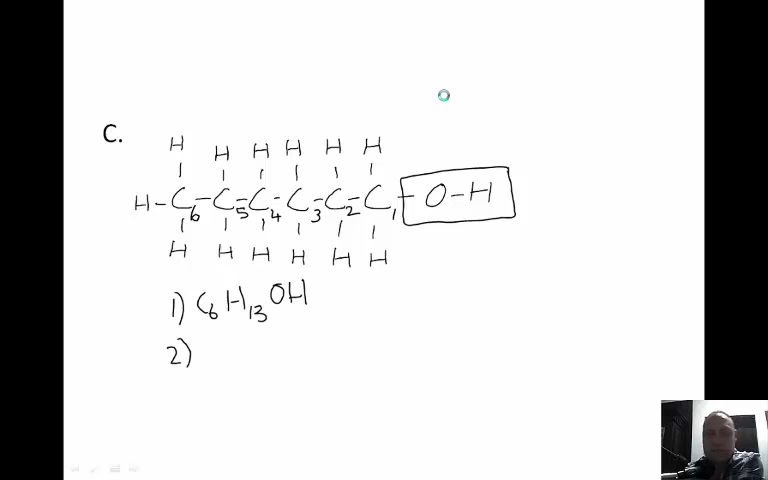 C.
H H H H H H
H-C6-C5-C4-C3-C2-C1-O-H
H H H H H H
1) C6H13OH
2)